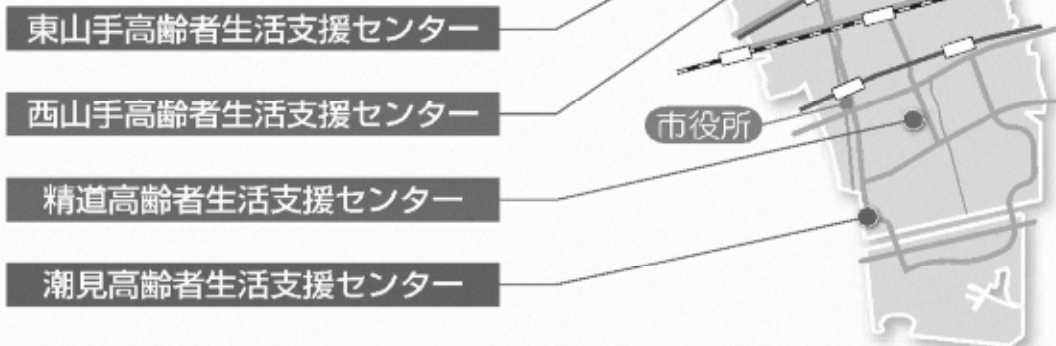 東山手高齢者生活支援センター
西山手高齢者生活支援センター
市役所
精道高齢者生活支援センター
潮見高齢者生活支援センター